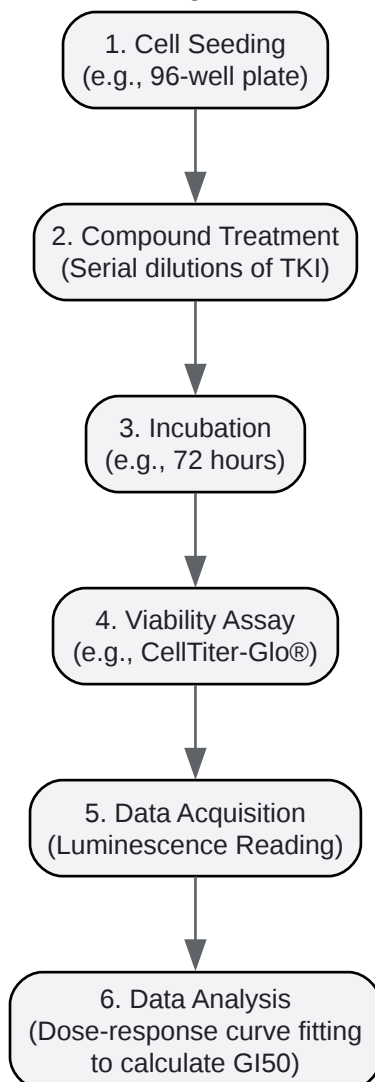 1. Cell Seeding
(e.g., 96-well plate)
2. Compound Treatment
(Serial dilutions of TKI)
3. Incubation
(e.g., 72 hours)
4. Viability Assay
(e.g., CellTiter-Glo®)
5. Data Acquisition
(Luminescence Reading)
6. Data Analysis
(Dose-response curve fitting
to calculate GI50)